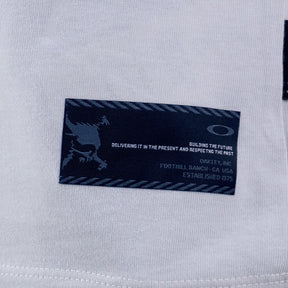 BUILDING THE FUTURE
DELIVERING IT IN THE PRESENT AND RESPECTING THE PAST
OAKLEY, INC.
FOOTHILL RANCH - CA USA
ESTABLISHED 1975